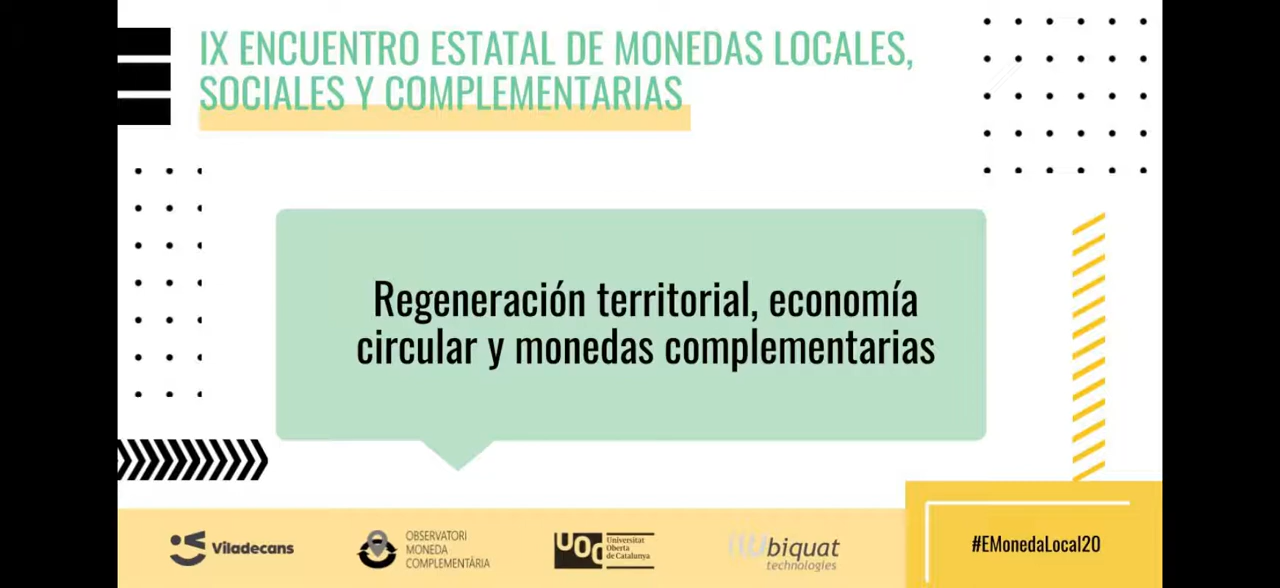 IX ENCUENTRO ESTATAL DE MONEDAS LOCALES,
SOCIALES Y COMPLEMENTARIAS
Regeneración territorial, economía
circular y monedas complementarias
Viladecans
OBSERVATORI
MONEDA
COMPLEMENTÀRIA
UOC
Universitat
Oberta
de Catalunya
Ubiquat
technologies
#EMonedaLocal20